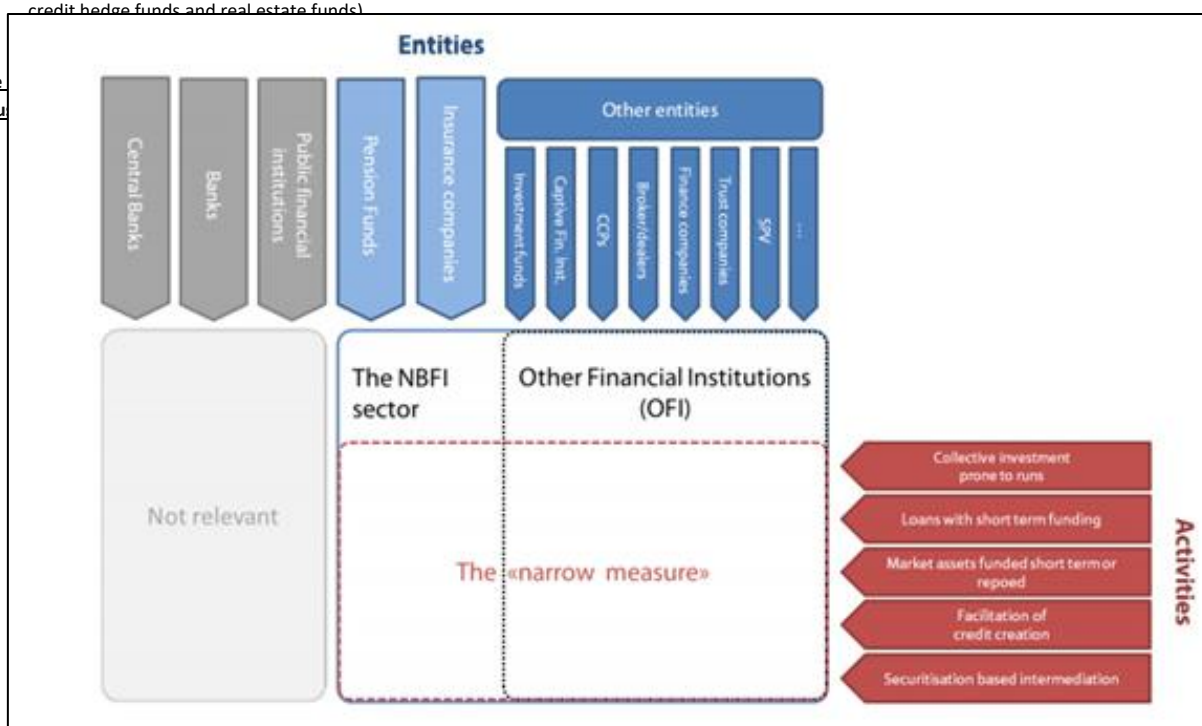 credit hedge funds and real estate funds)
Entities
Central Banks
Banks
Public financial
institutions
Pension Funds
Insurance companies
Other entities
Investment funds
Captive Fin. Inst.
CCPs
Broker/dealers
Finance companies
Trust companies
SPV
...
The NBFI
sector
Other Financial Institutions
(OFI)
Not relevant
The «narrow measure»
Collective investment
prone to runs
Loans with short term funding
Market assets funded short term or
repoed
Facilitation of
credit creation
Securitisation based intermediation
Activities